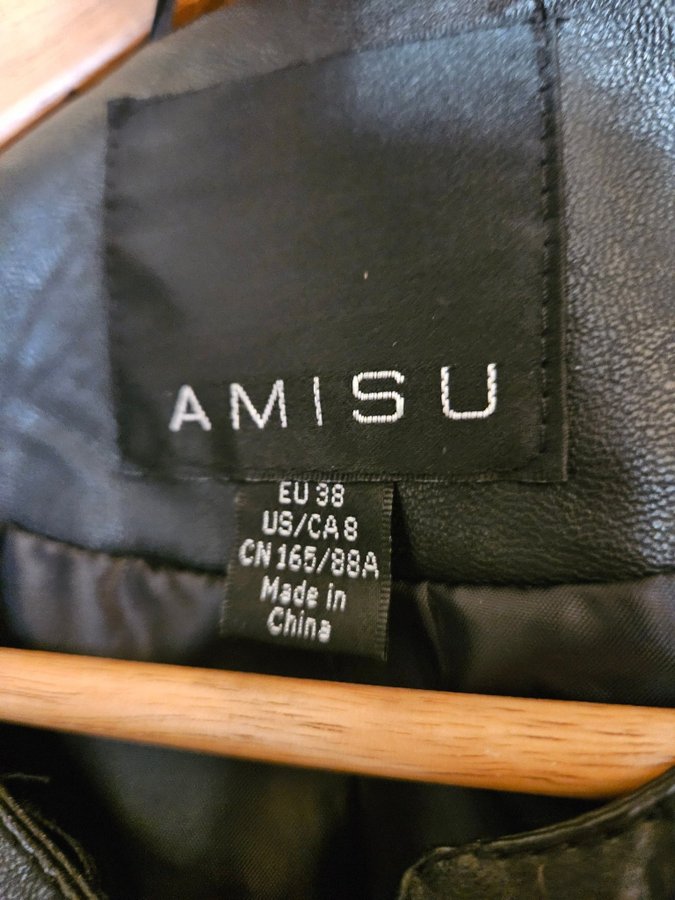 AMISU
EU 38
US/CA 8
CN 165/88A
Made in
China